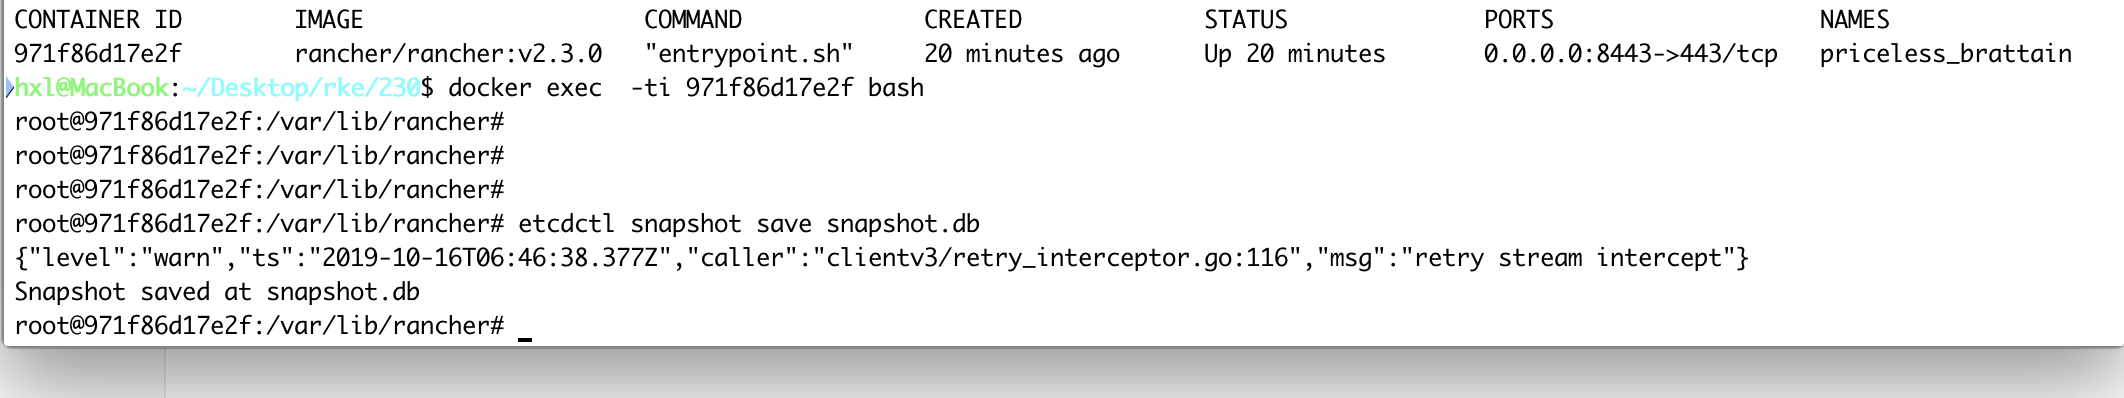 CONTAINER ID        IMAGE                    COMMAND             CREATED             STATUS              PORTS                   NAMES
971f86d17e2f        rancher/rancher:v2.3.0   "entrypoint.sh"     20 minutes ago      Up 20 minutes       0.0.0.0:8443->443/tcp   priceless_brattain
hxl@MacBook:~/Desktop/rke/230$ docker exec  -ti 971f86d17e2f bash
root@971f86d17e2f:/var/lib/rancher#
root@971f86d17e2f:/var/lib/rancher#
root@971f86d17e2f:/var/lib/rancher#
root@971f86d17e2f:/var/lib/rancher# etcdctl snapshot save snapshot.db
{"level":"warn","ts":"2019-10-16T06:46:38.377Z","caller":"clientv3/retry_interceptor.go:116","msg":"retry stream intercept"}
Snapshot saved at snapshot.db
root@971f86d17e2f:/var/lib/rancher#